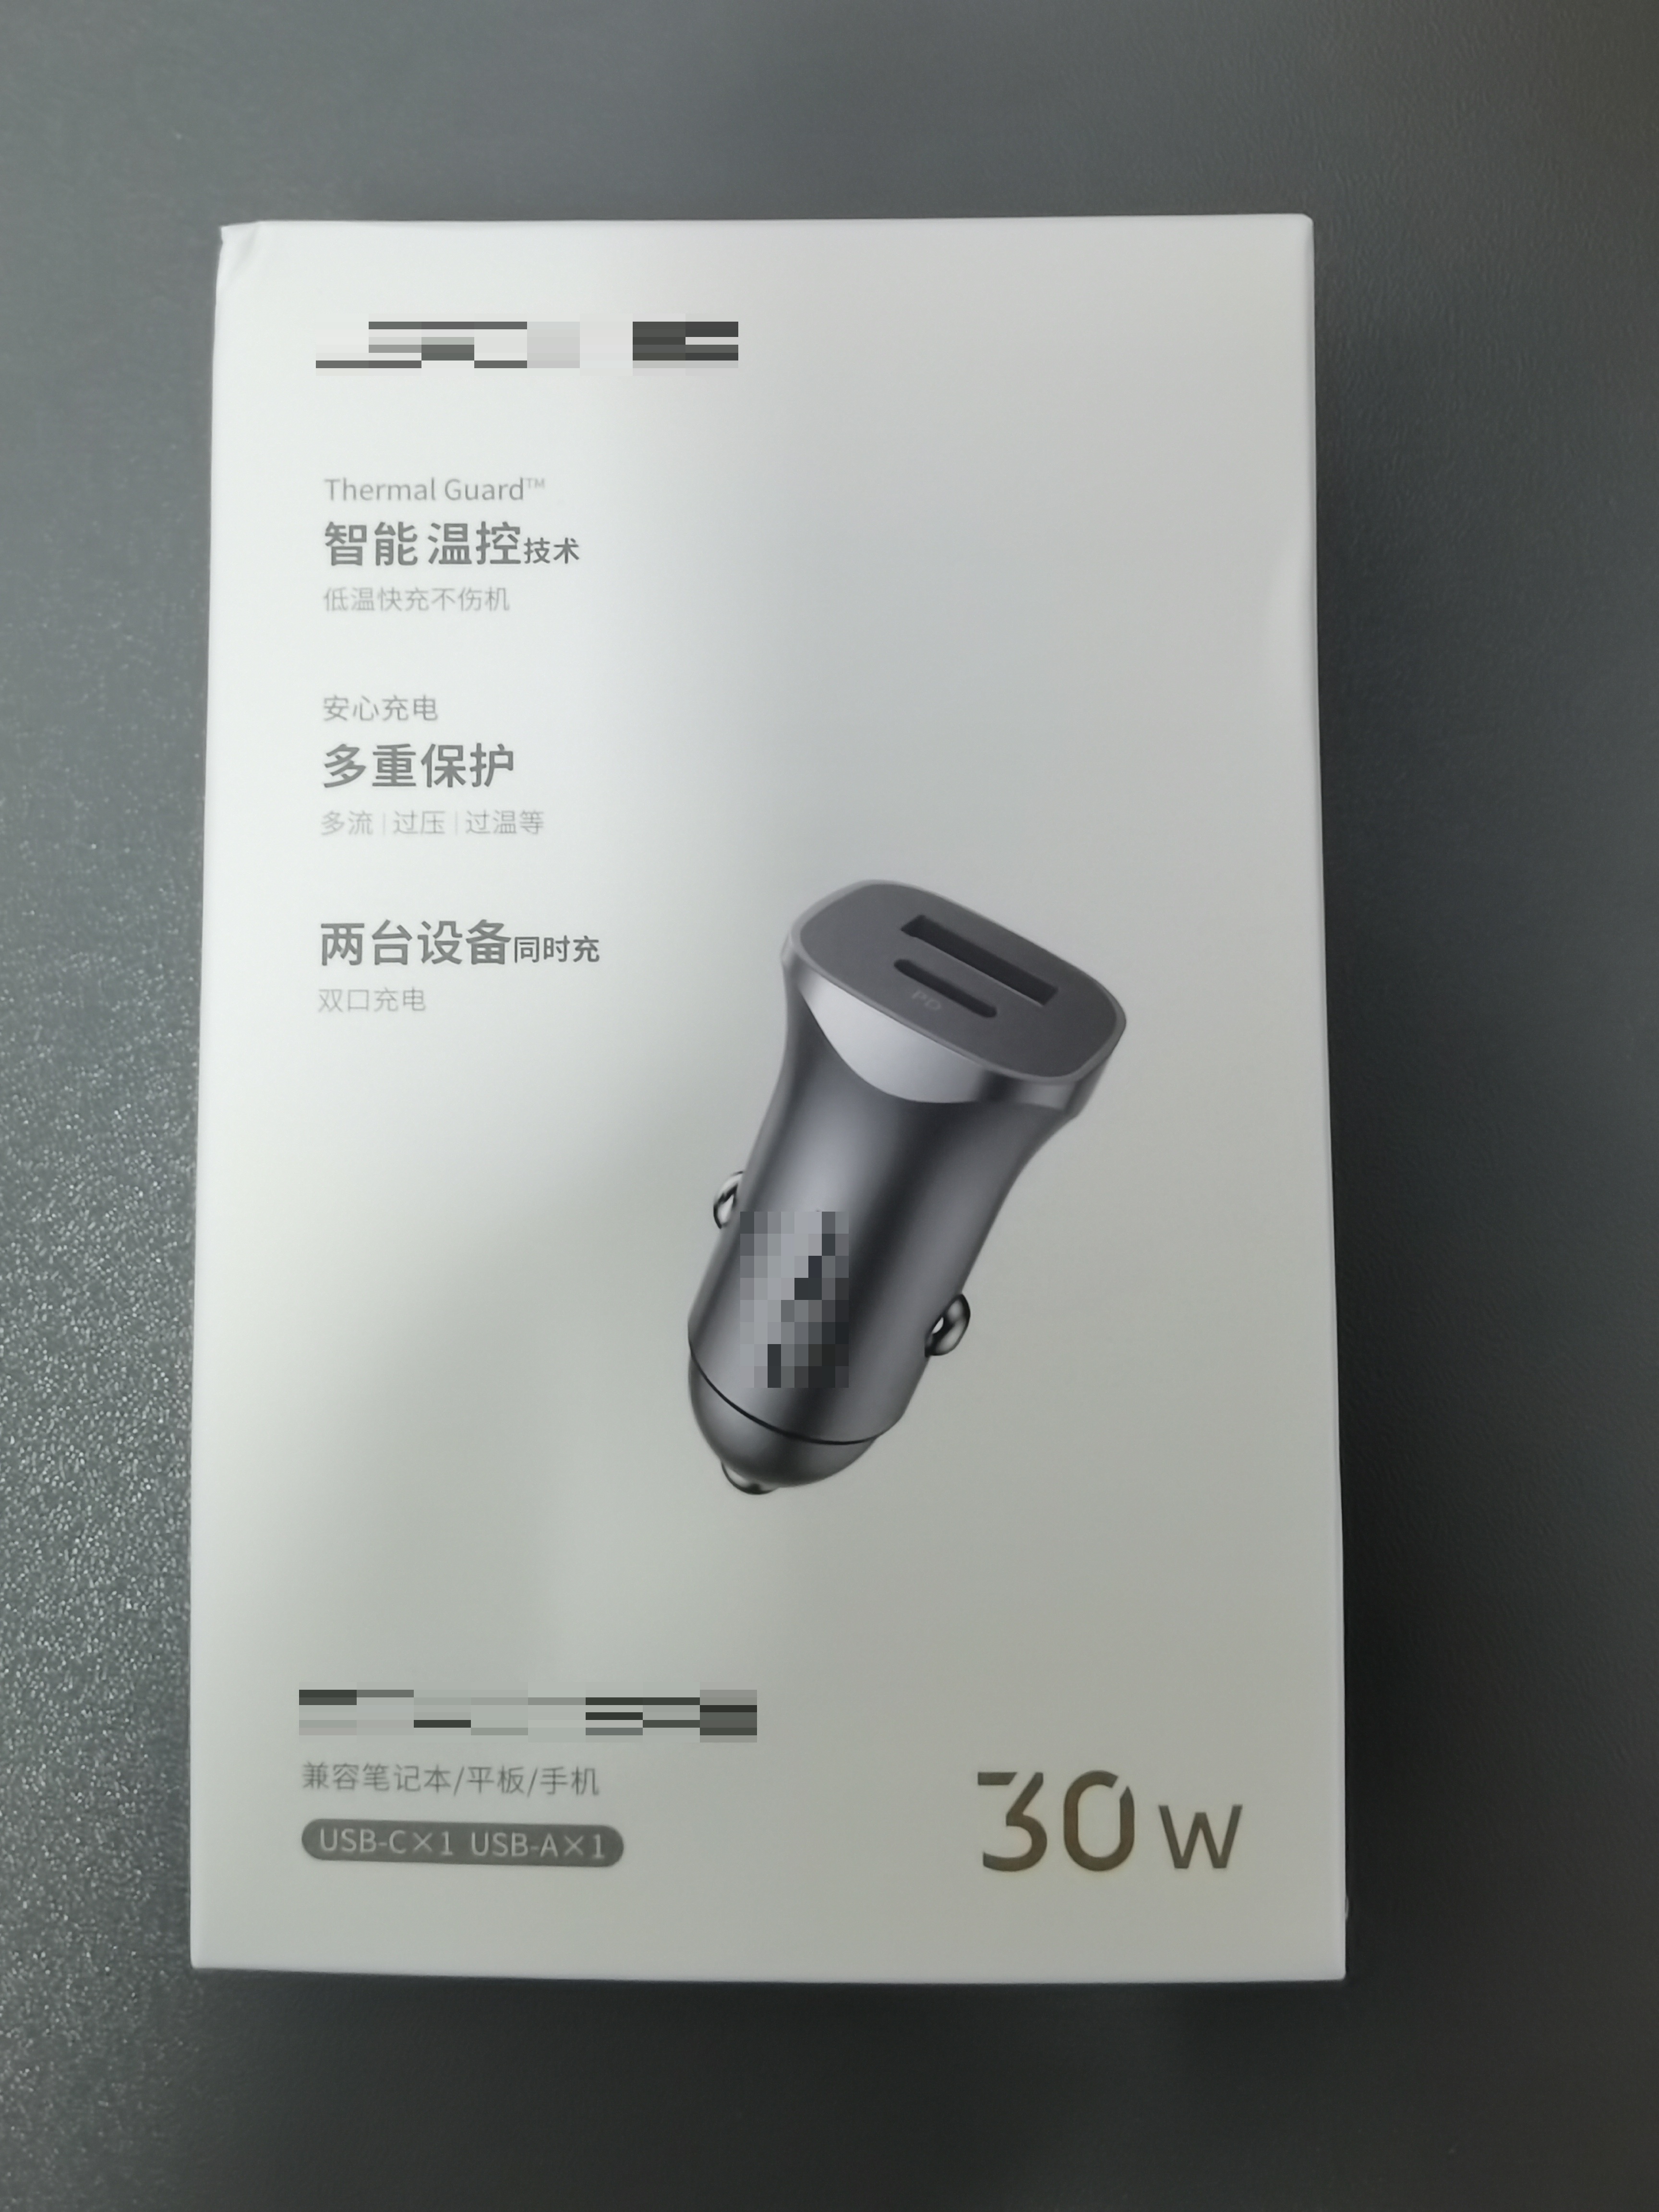 Thermal Guard™
智能温控技术
低温快充不伤机
安心充电
多重保护
多流|过压|过温等
两台设备同时充
双口充电
PD
兼容笔记本/平板/手机
USB-C×1 USB-A×1
30W